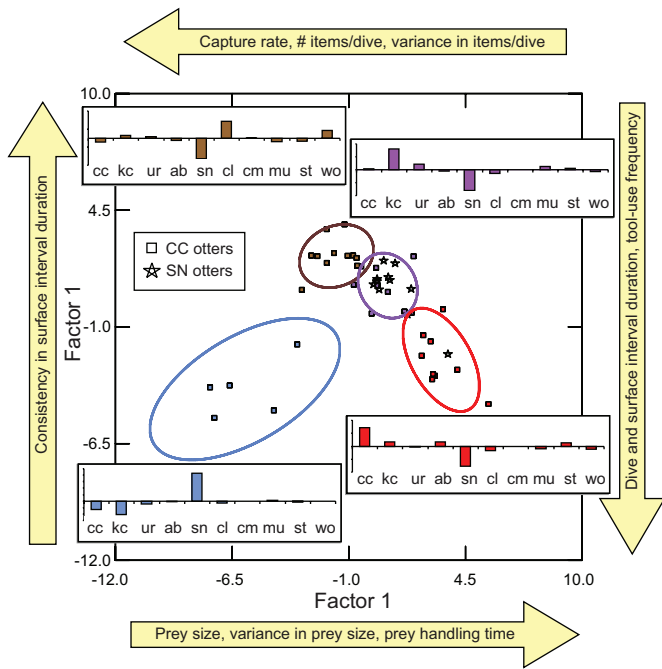 Capture rate, # items/dive, variance in items/dive
10.0
cc kc ur ab sn cl cm mu st wo
cc kc ur ab sn cl cm mu st wo
4.5
CC otters
SN otters
-1.0
Factor 1
Consistency in surface interval duration
Dive and surface interval duration, tool-use frequency
-6.5
cc kc ur ab sn cl cm mu st wo
cc kc ur ab sn cl cm mu st wo
-12.0
-12.0 -6.5 -1.0 4.5 10.0
Factor 1
Prey size, variance in prey size, prey handling time